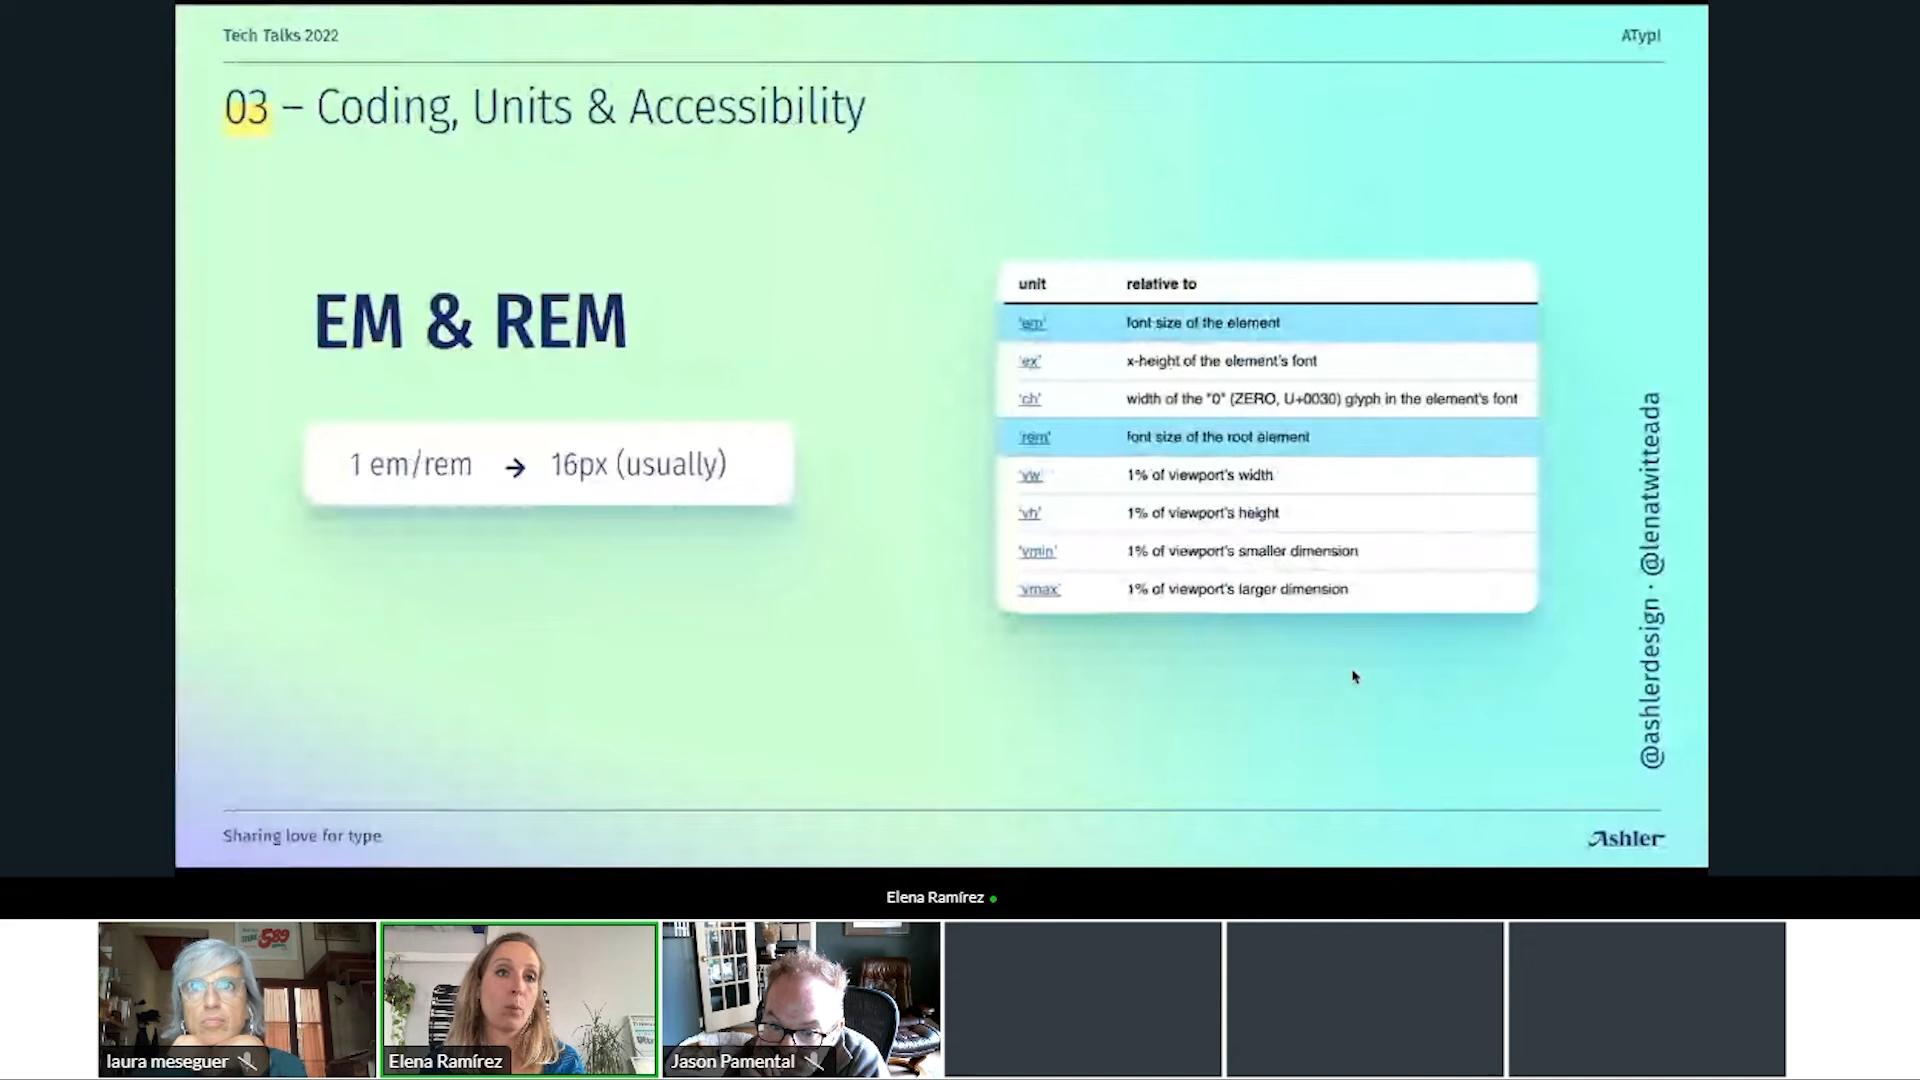 Tech Talks 2022
ATypI
03 – Coding, Units & Accessibility
EM & REM
1 em/rem → 16px (usually)
unit relative to
'em' font size of the element
'ex' x-height of the element's font
'ch' width of the "0" (ZERO, U+0030) glyph in the element's font
'rem' font size of the root element
'vw' 1% of viewport's width
'vh' 1% of viewport's height
'vmin' 1% of viewport's smaller dimension
'vmax' 1% of viewport's larger dimension
@ashlerdesign · @lenatwitteada
Sharing love for type
Ashler
Elena Ramírez
589
laura meseguer
Elena Ramírez
Jason Pamental